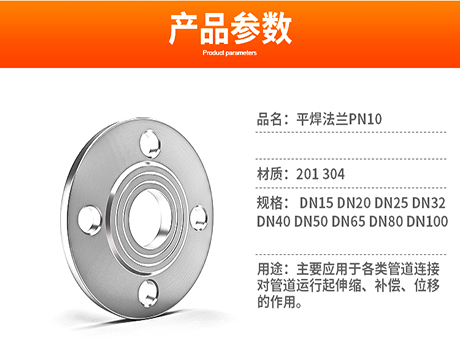 产品参数
Product parameters
品名：平焊法兰PN10
材质：201 304
规格： DN15 DN20 DN25 DN32
DN40 DN50 DN65 DN80 DN100
用途：主要应用于各类管道连接
对管道运行起伸缩、补偿、位移
的作用。